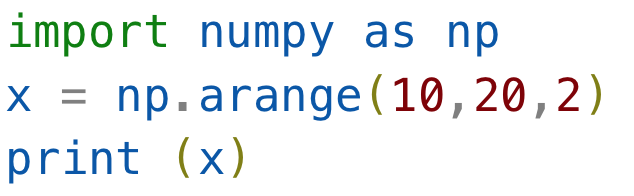 import numpy as np
x = np.arange(10,20,2)
print (x)